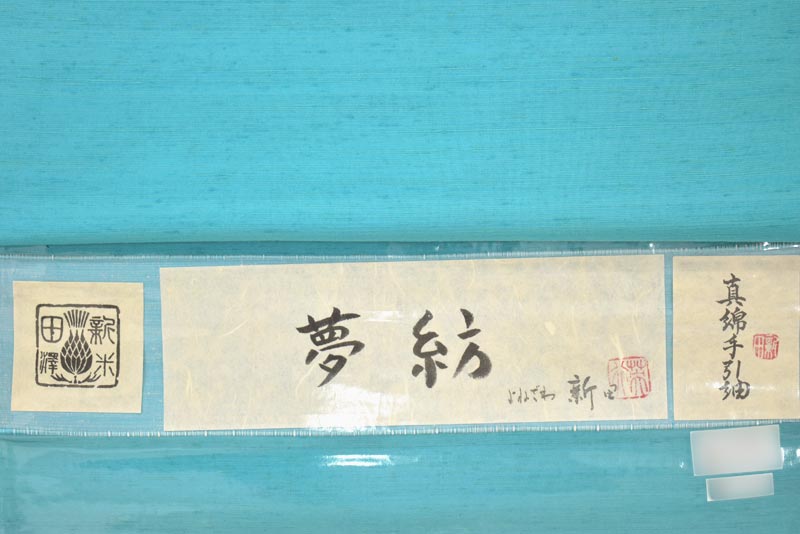 新田
米澤
夢紡
よねざわ 新田
真綿手引紬